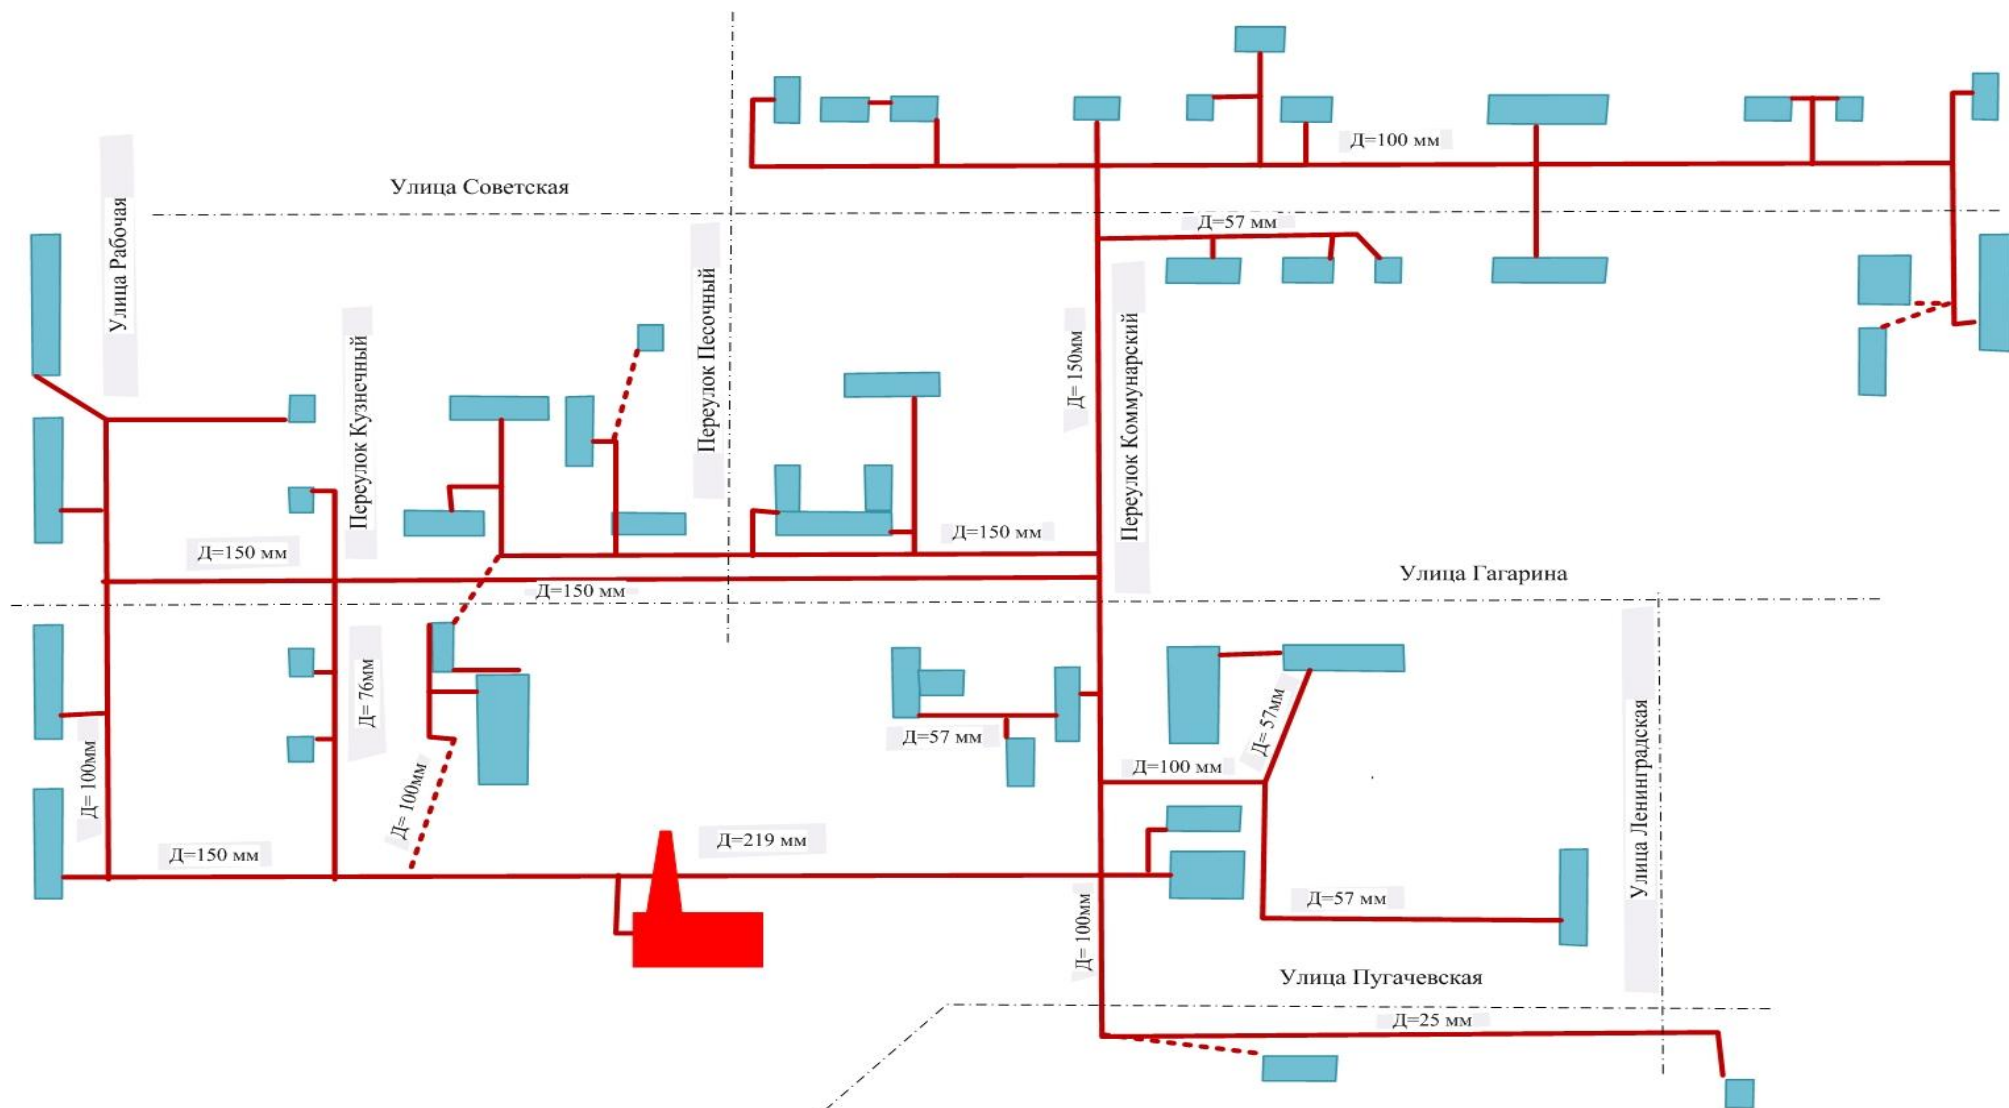 Д=100 мм
Улица Советская
Д=57 мм
Улица Рабочая
Переулок Песочный
Переулок Кузнечный
Д= 150мм
Переулок Коммунарский
Д=150 мм
Д=150 мм
Д=150 мм
Улица Гагарина
Д= 76мм
Д=57 мм
Д= 57мм
Д=100 мм
Улица Ленинградская
Д= 100мм
Д= 100мм
Д=150 мм
Д=219 мм
Д=57 мм
Д= 100мм
Улица Пугачевская
Д=25 мм